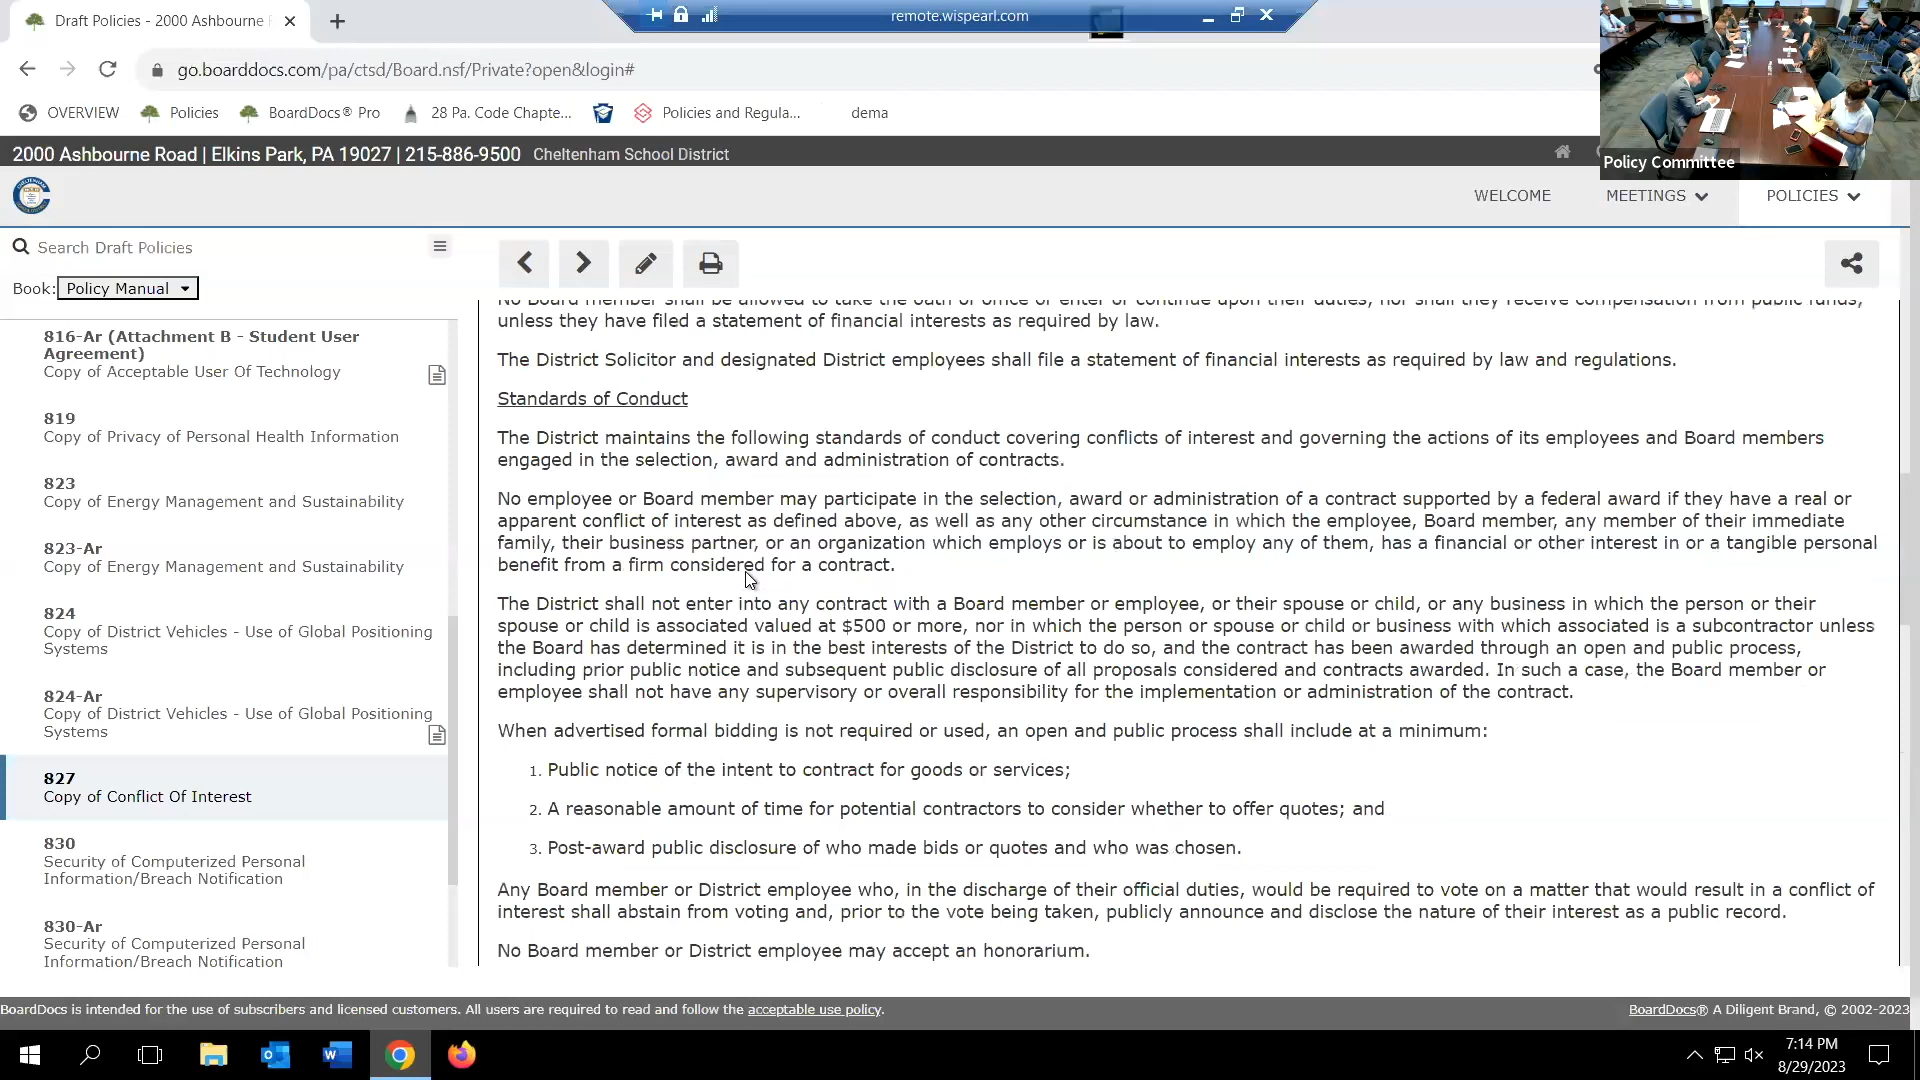 Draft Policies - 2000 Ashbourne
remote.wispearl.com
go.boarddocs.com/pa/ctsd/Board.nsf/Private?open&login#
OVERVIEW
Policies
BoardDocs® Pro
28 Pa. Code Chapte...
Policies and Regula...
dema
Policy Committee
2000 Ashbourne Road | Elkins Park, PA 19027 | 215-886-9500 Cheltenham School District
WELCOME
MEETINGS
POLICIES
Search Draft Policies
Book: Policy Manual
816-Ar (Attachment B - Student User
Agreement)
Copy of Acceptable User Of Technology
819
Copy of Privacy of Personal Health Information
823
Copy of Energy Management and Sustainability
823-Ar
Copy of Energy Management and Sustainability
824
Copy of District Vehicles - Use of Global Positioning
Systems
824-Ar
Copy of District Vehicles - Use of Global Positioning
Systems
827
Copy of Conflict Of Interest
830
Security of Computerized Personal
Information/Breach Notification
830-Ar
Security of Computerized Personal
Information/Breach Notification
No Board member shall be allowed to take the oath of office or enter or continue upon their duties, nor shall they receive compensation from public funds,
unless they have filed a statement of financial interests as required by law.
The District Solicitor and designated District employees shall file a statement of financial interests as required by law and regulations.
Standards of Conduct
The District maintains the following standards of conduct covering conflicts of interest and governing the actions of its employees and Board members
engaged in the selection, award and administration of contracts.
No employee or Board member may participate in the selection, award or administration of a contract supported by a federal award if they have a real or
apparent conflict of interest as defined above, as well as any other circumstance in which the employee, Board member, any member of their immediate
family, their business partner, or an organization which employs or is about to employ any of them, has a financial or other interest in or a tangible personal
benefit from a firm considered for a contract.
The District shall not enter into any contract with a Board member or employee, or their spouse or child, or any business in which the person or their
spouse or child is associated valued at $500 or more, nor in which the person or spouse or child or business with which associated is a subcontractor unless
the Board has determined it is in the best interests of the District to do so, and the contract has been awarded through an open and public process,
including prior public notice and subsequent public disclosure of all proposals considered and contracts awarded. In such a case, the Board member or
employee shall not have any supervisory or overall responsibility for the implementation or administration of the contract.
When advertised formal bidding is not required or used, an open and public process shall include at a minimum:
1. Public notice of the intent to contract for goods or services;
2. A reasonable amount of time for potential contractors to consider whether to offer quotes; and
3. Post-award public disclosure of who made bids or quotes and who was chosen.
Any Board member or District employee who, in the discharge of their official duties, would be required to vote on a matter that would result in a conflict of
interest shall abstain from voting and, prior to the vote being taken, publicly announce and disclose the nature of their interest as a public record.
No Board member or District employee may accept an honorarium.
BoardDocs is intended for the use of subscribers and licensed customers. All users are required to read and follow the acceptable use policy.
BoardDocs® A Diligent Brand, © 2002-2023
7:14 PM
8/29/2023